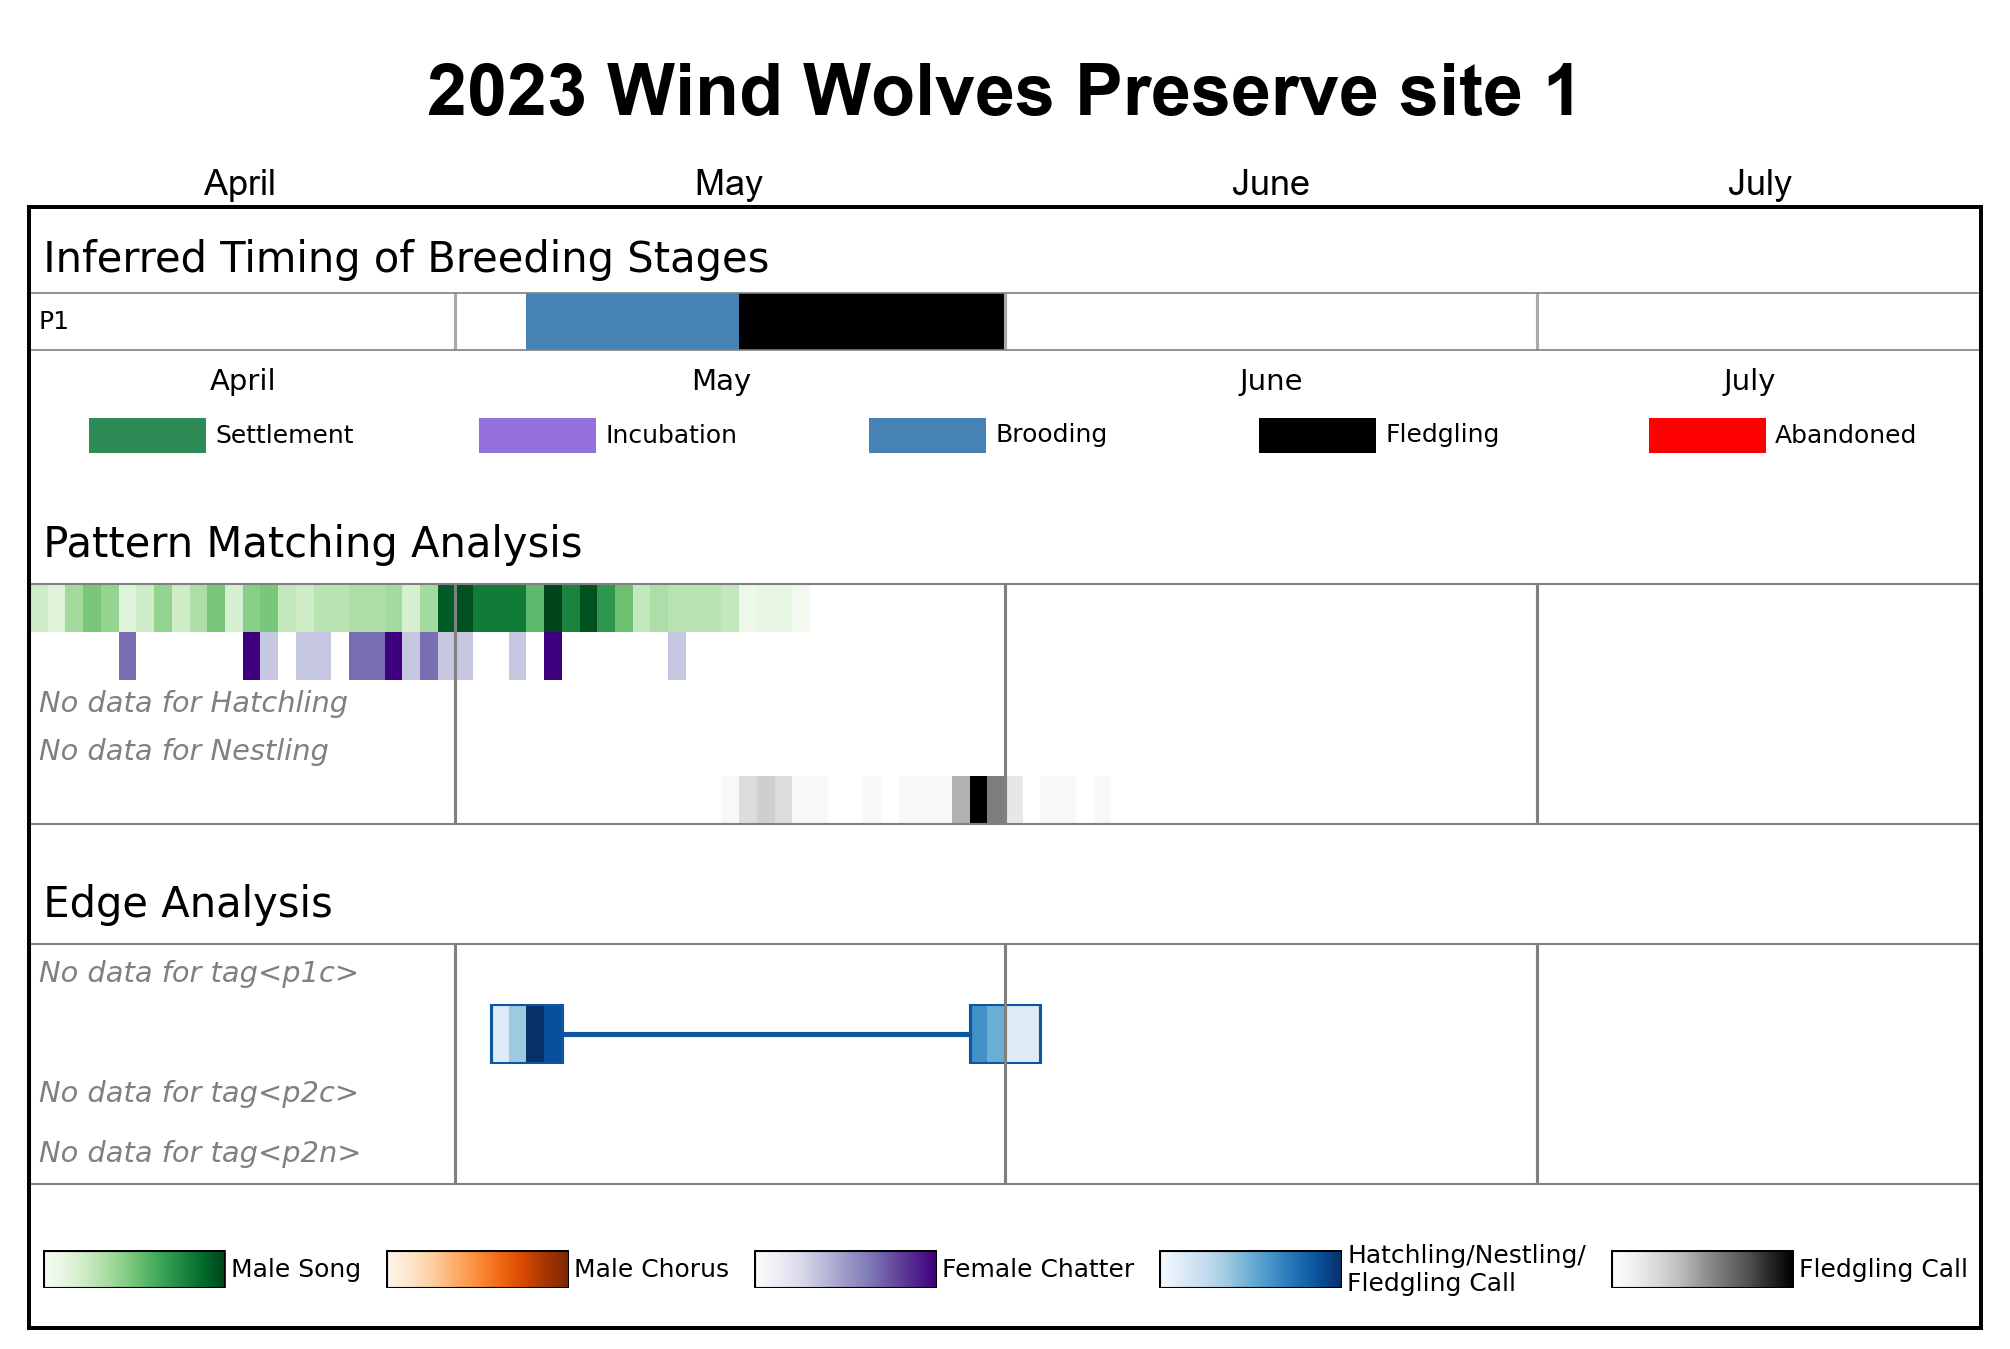 2023 Wind Wolves Preserve site 1
April May June July
Inferred Timing of Breeding Stages
P1
April May June July
Settlement Incubation Brooding Fledgling Abandoned
Pattern Matching Analysis
No data for Hatchling
No data for Nestling
Edge Analysis
No data for tag<p1c>
No data for tag<p2c>
No data for tag<p2n>
Male Song Male Chorus Female Chatter Hatchling/Nestling/
Fledgling Call Fledgling Call